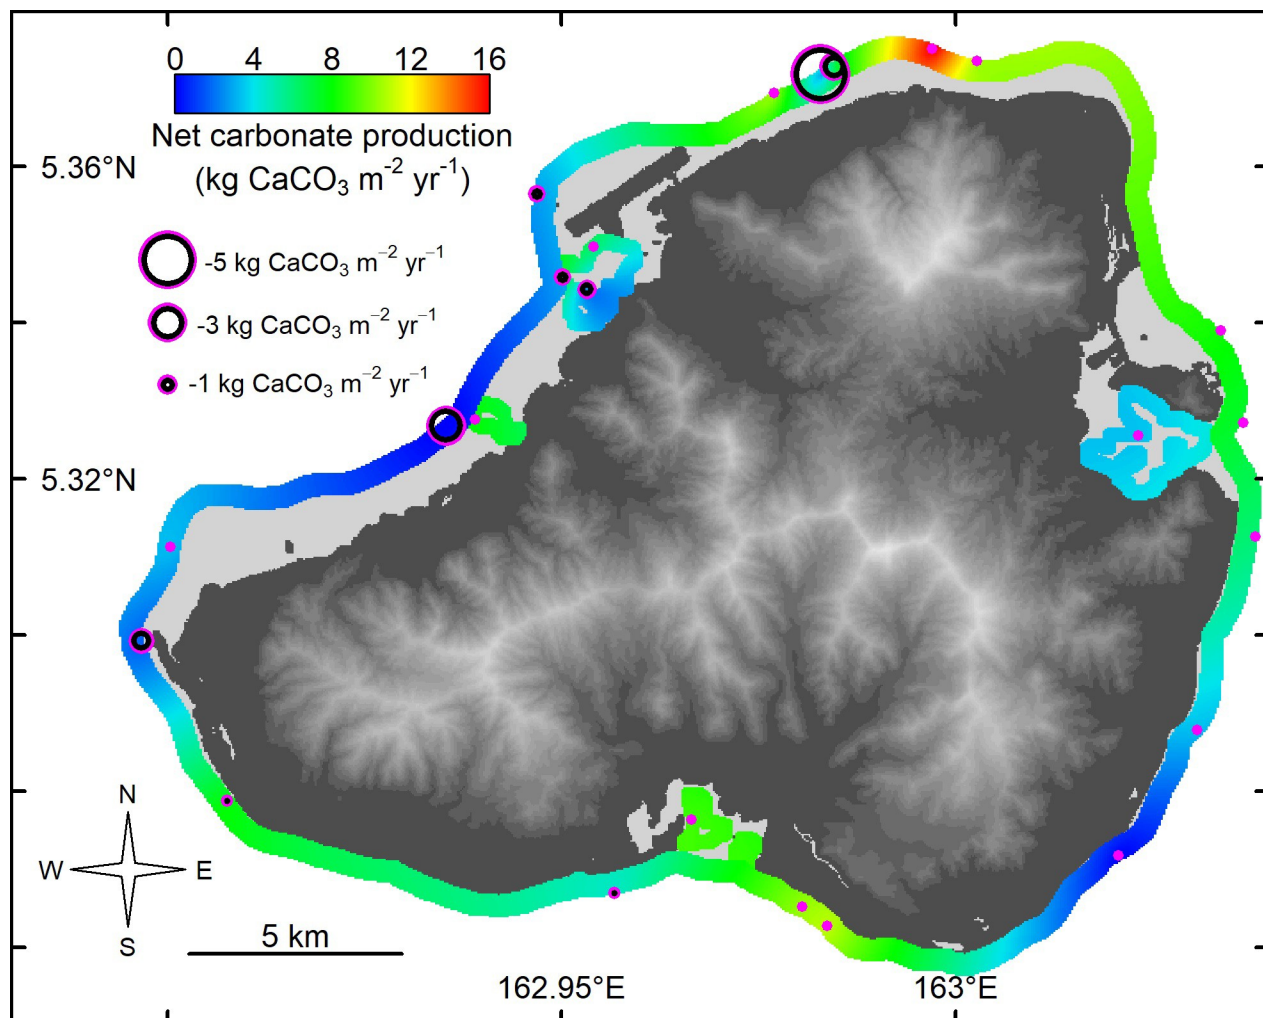 0 4 8 12 16
Net carbonate production
(kg CaCO₃ m⁻² yr⁻¹)
5.36°N
-5 kg CaCO₃ m⁻² yr⁻¹
-3 kg CaCO₃ m⁻² yr⁻¹
-1 kg CaCO₃ m⁻² yr⁻¹
5.32°N
N
W E
S
5 km
162.95°E 163°E